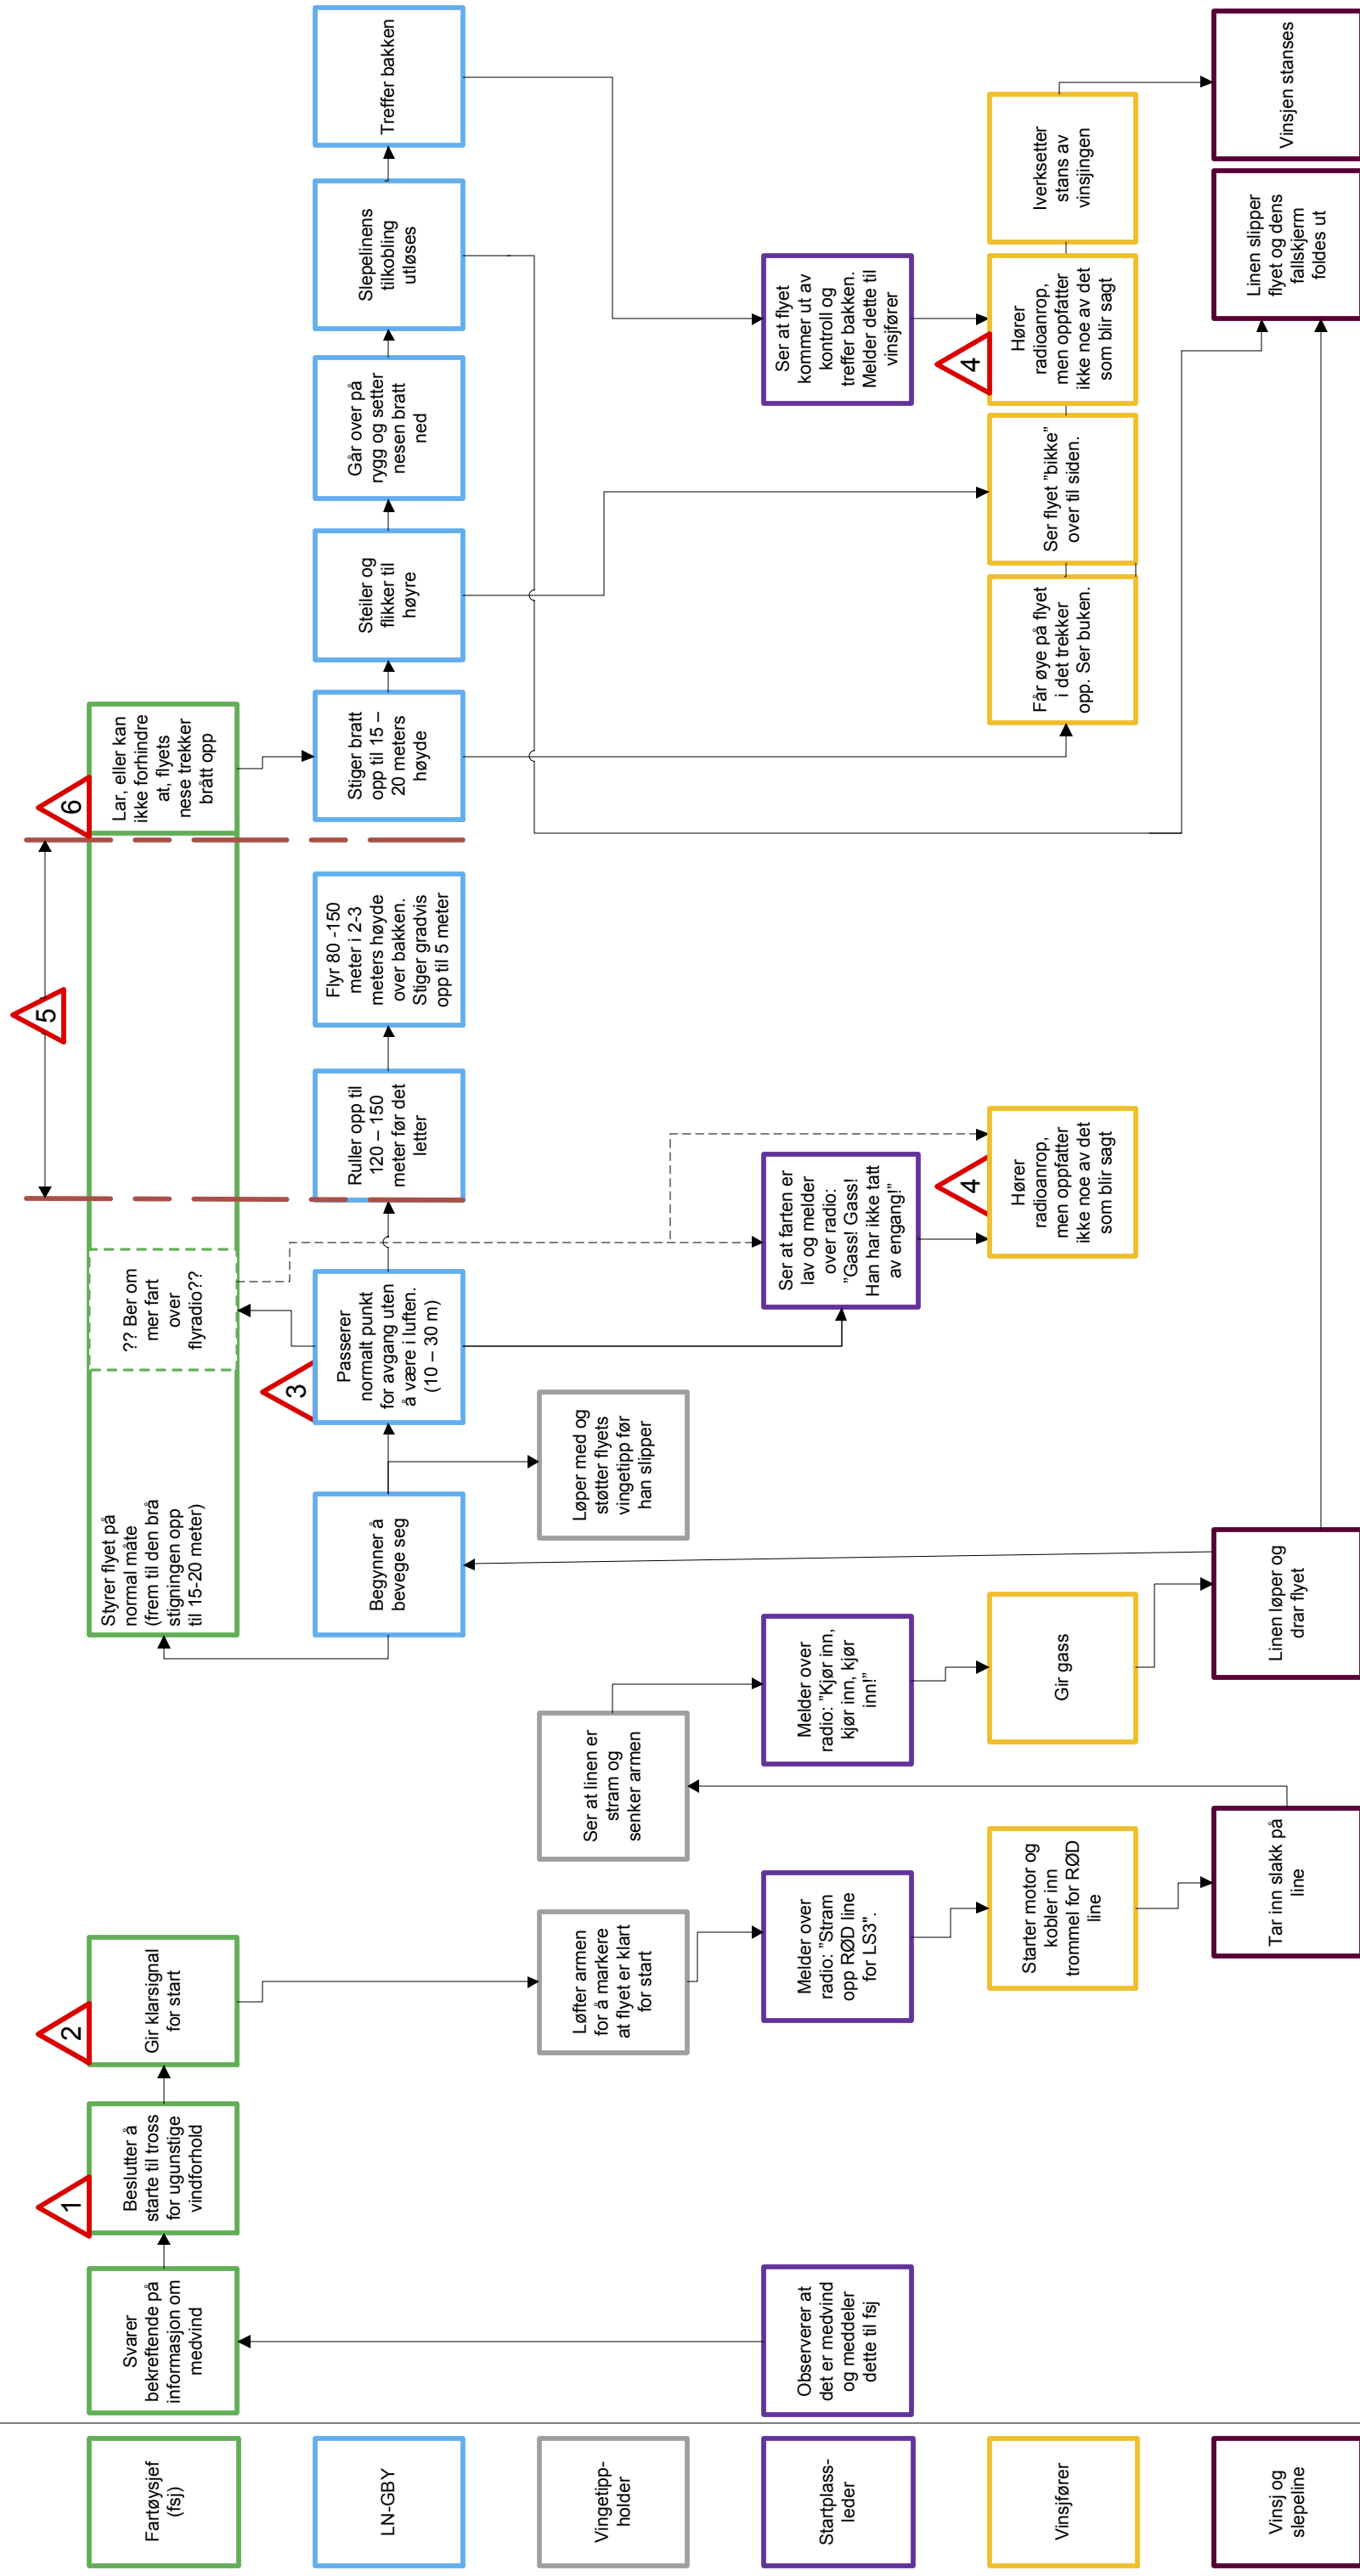 Fartøysjef
(fsj)
Svarer
bekreftende på
informasjon om
medvind
1
Beslutter å
starte til tross
for ugunstige
vindforhold
2
Gir klarsignal
for start
Styrer flyet på
normal måte
(frem til den brå
stigningen opp
til 15-20 meter)
?? Ber om
mer fart
over
flyradio??
5
6
Lar, eller kan
ikke forhindre
at, flyets
nese trekker
brått opp
LN-GBY
Begynner å
bevege seg
3
Passerer
normalt punkt
for avgang uten
å være i luften.
(10 – 30 m)
Ruller opp til
120 – 150
meter før det
letter
Flyr 80 -150
meter i 2-3
meters høyde
over bakken.
Stiger gradvis
opp til 5 meter
Stiger bratt
opp til 15 –
20 meters
høyde
Steiler og
flikker til
høyre
Går over på
rygg og setter
nesen bratt
ned
Slepelinens
tilkobling
utløses
Treffer bakken
Vingetipp-
holder
Løfter armen
for å markere
at flyet er klart
for start
Ser at linen er
stram og
senker armen
Løper med og
støtter flyets
vingetipp før
han slipper
Startplass-
leder
Observerer at
det er medvind
og meddeler
dette til fsj
Melder over
radio: ”Stram
opp RØD line
for LS3".
Melder over
radio: ”Kjør inn,
kjør inn, kjør
inn!”
Ser at farten er
lav og melder
over radio:
”Gass! Gass!
Han har ikke tatt
av engang!”
Ser at flyet
kommer ut av
kontroll og
treffer bakken.
Melder dette til
vinsjfører
Vinsjfører
Starter motor og
kobler inn
trommel for RØD
line
Gir gass
4
Hører
radioanrop,
men oppfatter
ikke noe av det
som blir sagt
Får øye på flyet
i det trekker
opp. Ser buken.
Ser flyet ”bikke”
over til siden.
4
Hører
radioanrop,
men oppfatter
ikke noe av det
som blir sagt
Iverksetter
stans av
vinsjingen
Vinsj og
slepeline
Tar inn slakk på
line
Linen løper og
drar flyet
Linen slipper
flyet og dens
fallskjerm
foldes ut
Vinsjen stanses